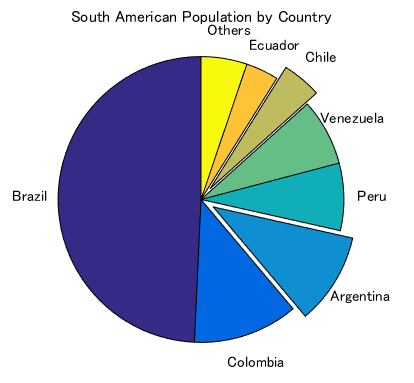 South American Population by Country
Others
Ecuador
Chile
Venezuela
Brazil
Peru
Argentina
Colombia